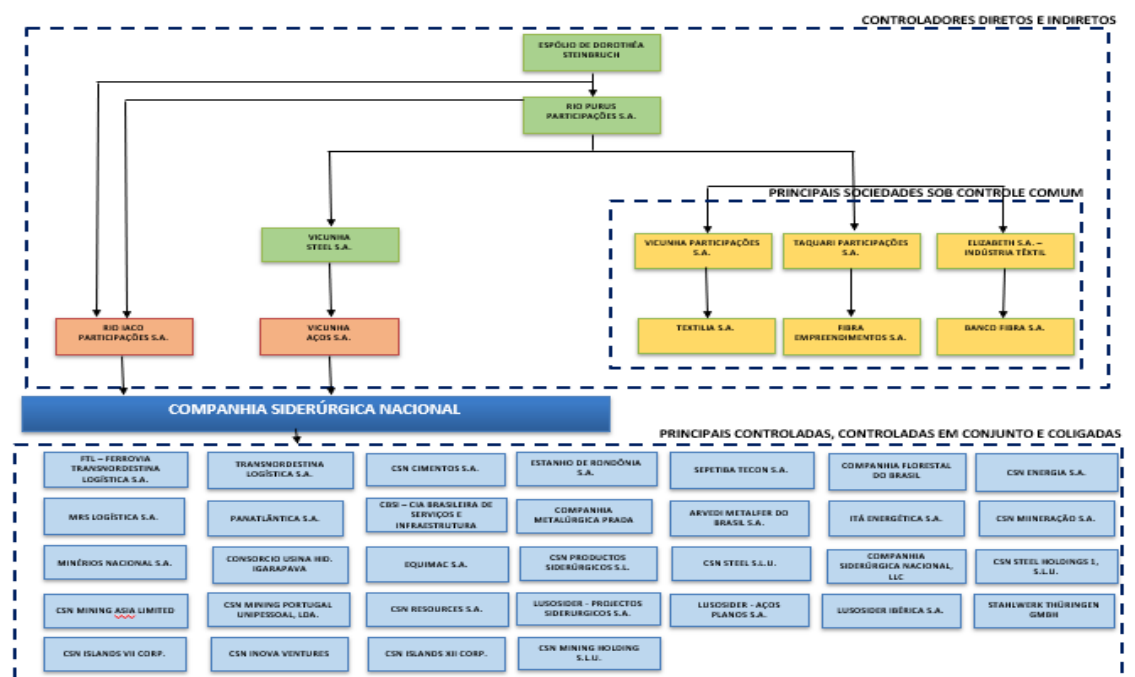 CONTROLADORES DIRETOS E INDIRETOS
ESPÓLIO DE DOROTHÉA
STEINBRUCH
RIO PURUS
PARTICIPAÇÕES S.A.
PRINCIPAIS SOCIEDADES SOB CONTROLE COMUM
VICUNHA
STEEL S.A.
VICUNHA PARTICIPAÇÕES
S.A.
TAQUARI PARTICIPAÇÕES
S.A.
ELIZABETH S.A. –
INDÚSTRIA TÊXTIL
RIO IACO
PARTICIPAÇÕES S.A.
VICUNHA
AÇOS S.A.
TEXTILIA S.A.
FIBRA
EMPREENDIMENTOS S.A.
BANCO FIBRA S.A.
COMPANHIA SIDERÚRGICA NACIONAL
PRINCIPAIS CONTROLADAS, CONTROLADAS EM CONJUNTO E COLIGADAS
FTL – FERROVIA
TRANSNORDESTINA
LOGÍSTICA S.A.
TRANSNORDESTINA
LOGÍSTICA S.A.
CSN CIMENTOS S.A.
ESTANHO DE RONDÔNIA
S.A.
SEPETIBA TECON S.A.
COMPANHIA FLORESTAL
DO BRASIL
CSN ENERGIA S.A.
MRS LOGÍSTICA S.A.
PANATLÂNTICA S.A.
CBSI – CIA BRASILEIRA DE
SERVIÇOS E
INFRAESTRUTURA
COMPANHIA
METALÚRGICA PRADA
ARVEDI METALFER DO
BRASIL S.A.
ITÁ ENERGÉTICA S.A.
CSN MIINERAÇÃO S.A.
MINÉRIOS NACIONAL S.A.
CONSORCIO USINA HID.
IGARAPAVA
EQUIMAC S.A.
CSN PRODUCTOS
SIDERÚRGICOS S.L.
CSN STEEL S.L.U.
COMPANHIA
SIDERÚRGICA NACIONAL,
LLC
CSN STEEL HOLDINGS 1,
S.L.U.
CSN MINING ASIA LIMITED
CSN MINING PORTUGAL
UNIPESSOAL, LDA.
CSN RESOURCES S.A.
LUSOSIDER - PROJECTOS
SIDERURGICOS S.A.
LUSOSIDER - AÇOS
PLANOS S.A.
LUSOSIDER IBÉRICA S.A.
STAHLWERK THÜRINGEN
GMBH
CSN ISLANDS VII CORP.
CSN INOVA VENTURES
CSN ISLANDS XII CORP.
CSN MINING HOLDING
S.L.U.